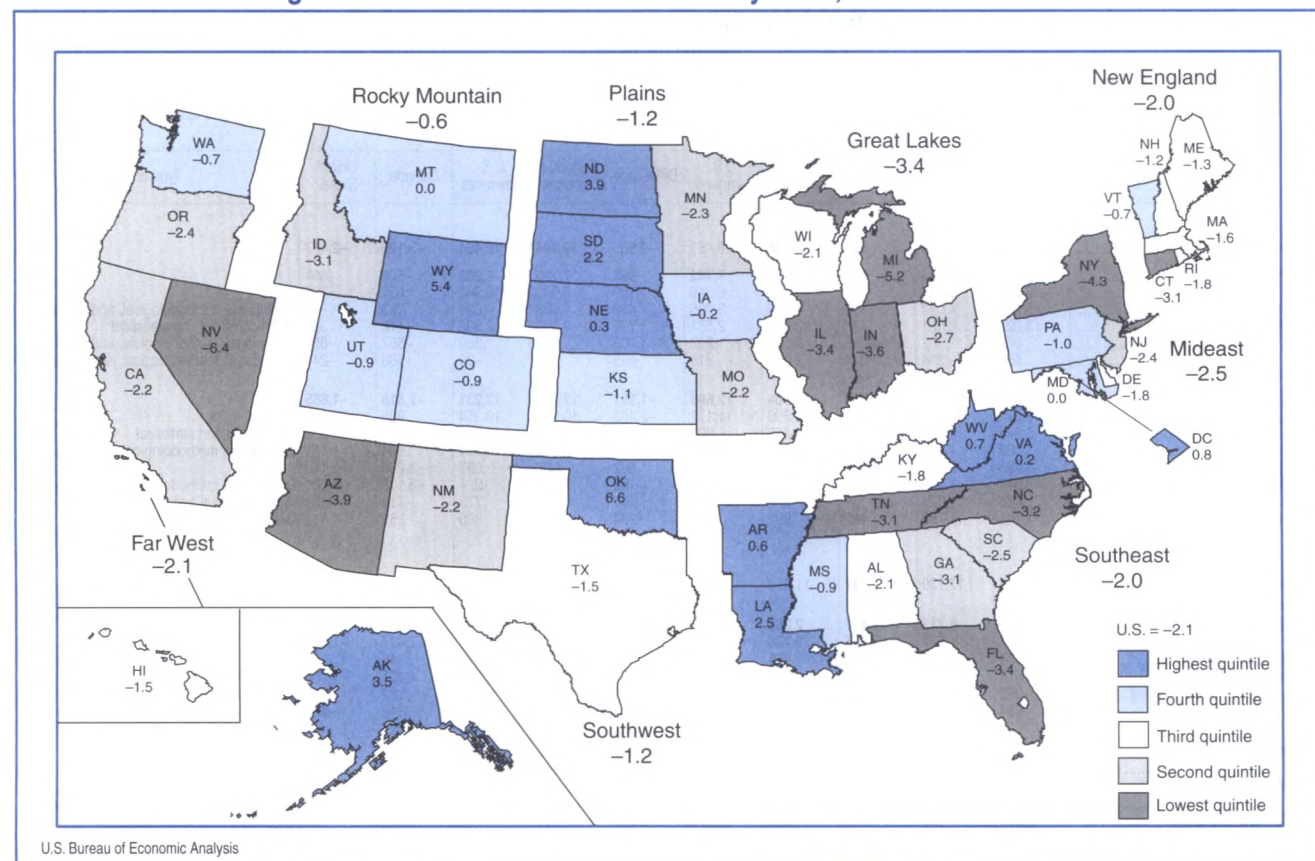 Rocky Mountain
−0.6
Plains
−1.2
Great Lakes
−3.4
New England
−2.0
WA
−0.7
MT
0.0
ND
3.9
MN
−2.3
NH
−1.2
ME
−1.3
VT
−0.7
MA
−1.6
OR
−2.4
ID
−3.1
WY
5.4
SD
2.2
WI
−2.1
MI
−5.2
NY
−4.3
RI
−1.8
CT
−3.1
NE
0.3
IA
−0.2
IL
−3.4
IN
−3.6
OH
−2.7
PA
−1.0
NJ
−2.4
Mideast
−2.5
NV
−6.4
UT
−0.9
CO
−0.9
CA
−2.2
KS
−1.1
MO
−2.2
MD
0.0
DE
−1.8
DC
0.8
WV
0.7
VA
0.2
KY
−1.8
AZ
−3.9
NM
−2.2
OK
6.6
TN
−3.1
NC
−3.2
AR
0.6
SC
−2.5
Far West
−2.1
TX
−1.5
MS
−0.9
AL
−2.1
GA
−3.1
Southeast
−2.0
LA
2.5
FL
−3.4
HI
−1.5
AK
3.5
Southwest
−1.2
U.S. = −2.1
Highest quintile
Fourth quintile
Third quintile
Second quintile
Lowest quintile
U.S. Bureau of Economic Analysis